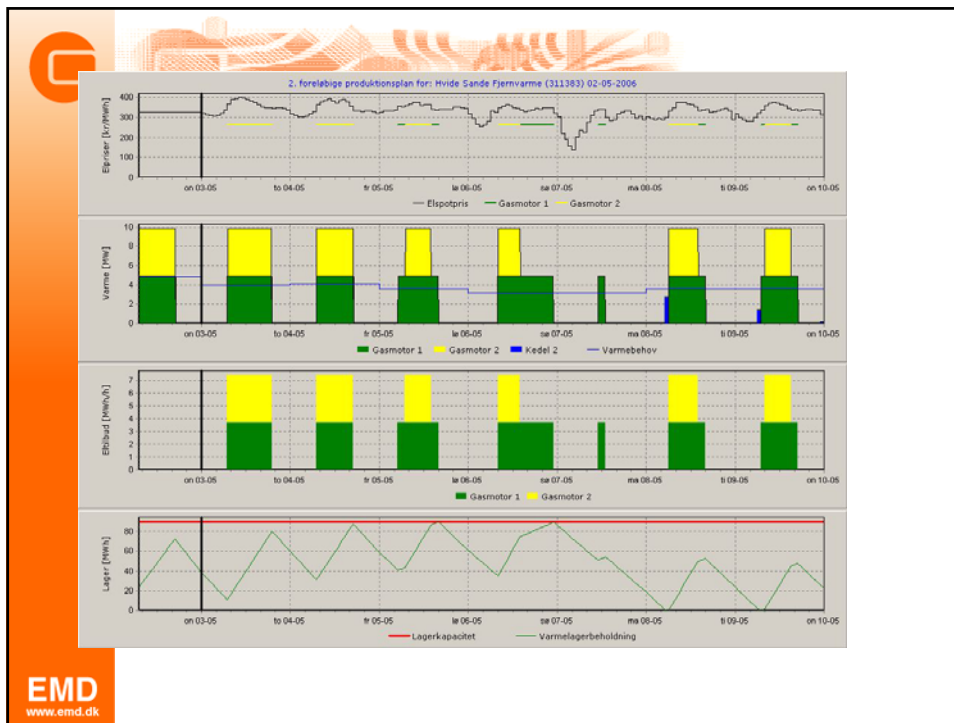 2. foreløbige produktionsplan for: Hvide Sande Fjernvarme (311383) 02-05-2006
Elpriser [kr/MWh]
400
300
200
100
0
on 03-05 to 04-05 fr 05-05 lø 06-05 sø 07-05 ma 08-05 ti 09-05 on 10-05
Elspotpris Gasmotor 1 Gasmotor 2
Varme [MW]
10
8
6
4
2
0
on 03-05 to 04-05 fr 05-05 lø 06-05 sø 07-05 ma 08-05 ti 09-05 on 10-05
Gasmotor 1 Gasmotor 2 Kedel 2 Varmebehov
Eltilbud [MWh/h]
7
6
5
4
3
2
1
0
on 03-05 to 04-05 fr 05-05 lø 06-05 sø 07-05 ma 08-05 ti 09-05 on 10-05
Gasmotor 1 Gasmotor 2
Lager [MWh]
80
60
40
20
0
on 03-05 to 04-05 fr 05-05 lø 06-05 sø 07-05 ma 08-05 ti 09-05 on 10-05
Lagerkapacitet Varmelagerbeholdning
EMD
www.emd.dk